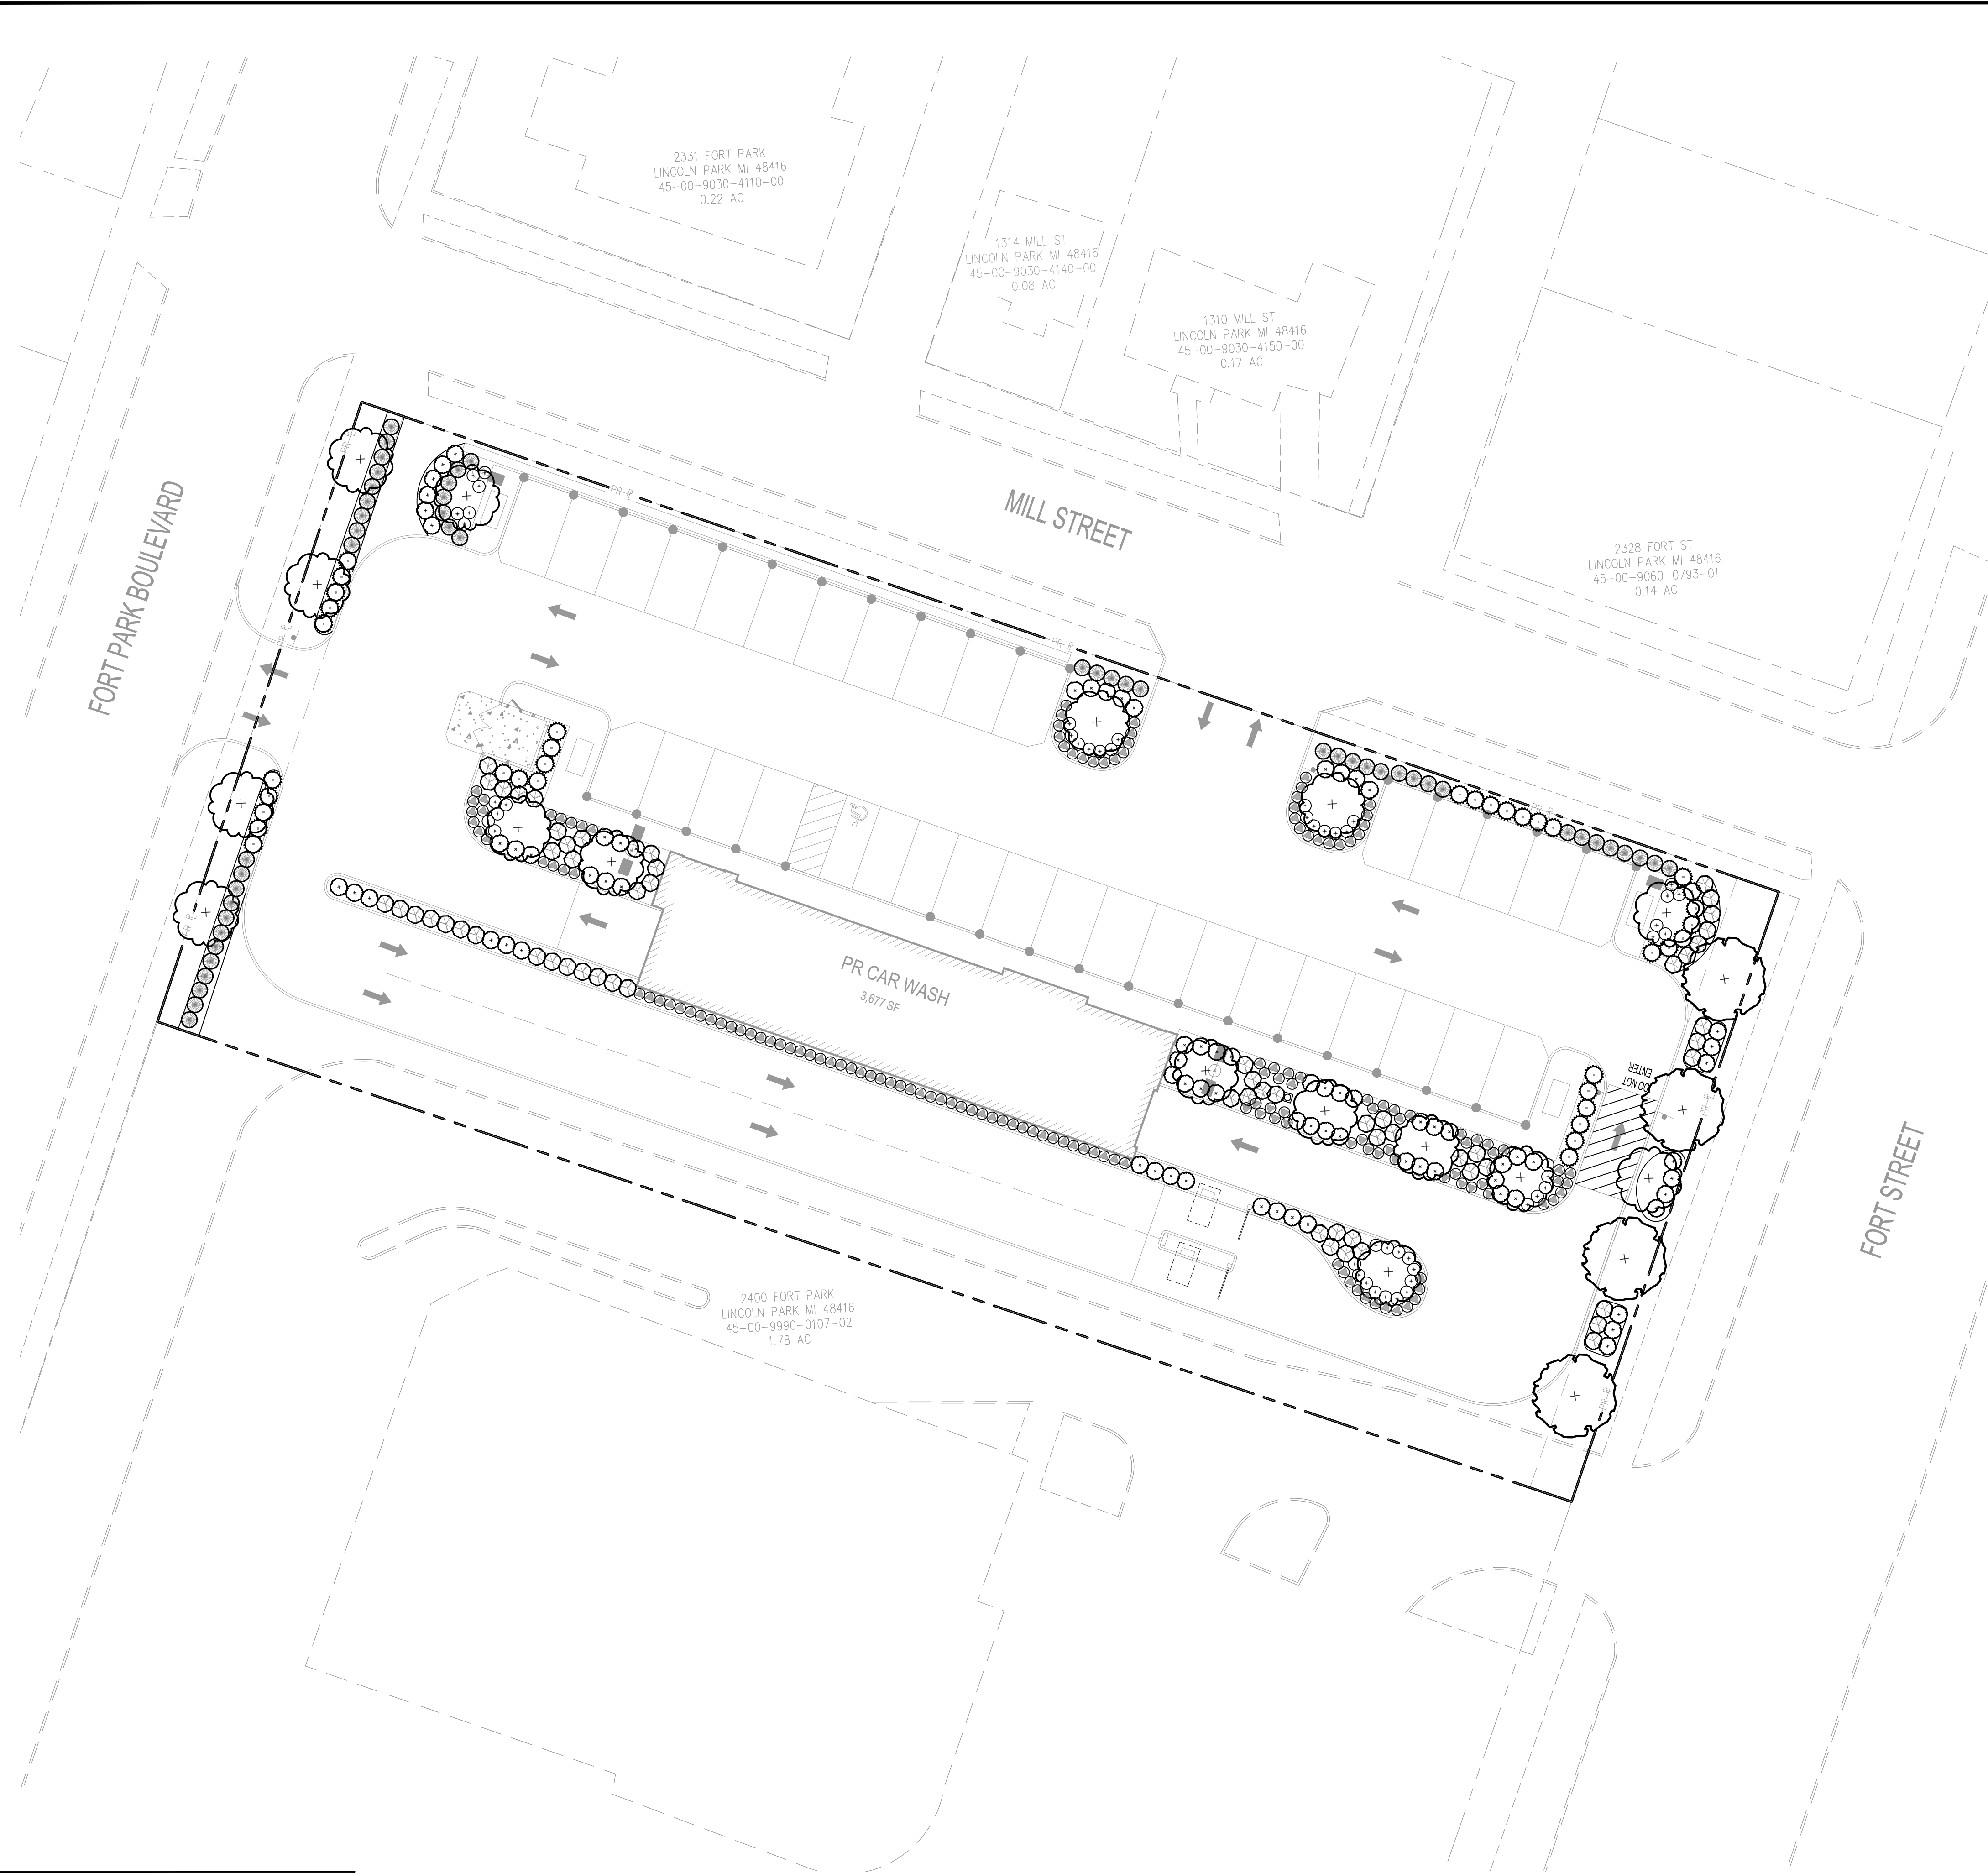 2331 FORT PARK
LINCOLN PARK MI 48416
45-00-9030-4110-00
0.22 AC
1314 MILL ST
LINCOLN PARK MI 48416
45-00-9030-4140-00
0.08 AC
1310 MILL ST
LINCOLN PARK MI 48416
45-00-9030-4150-00
0.17 AC
MILL STREET
FORT PARK BOULEVARD
2328 FORT ST
LINCOLN PARK MI 48416
45-00-9060-0793-01
0.14 AC
PR CAR WASH
3,677 SF
DO NOT
ENTER
FORT STREET
2400 FORT PARK
LINCOLN PARK MI 48416
45-00-9990-0107-02
1.78 AC